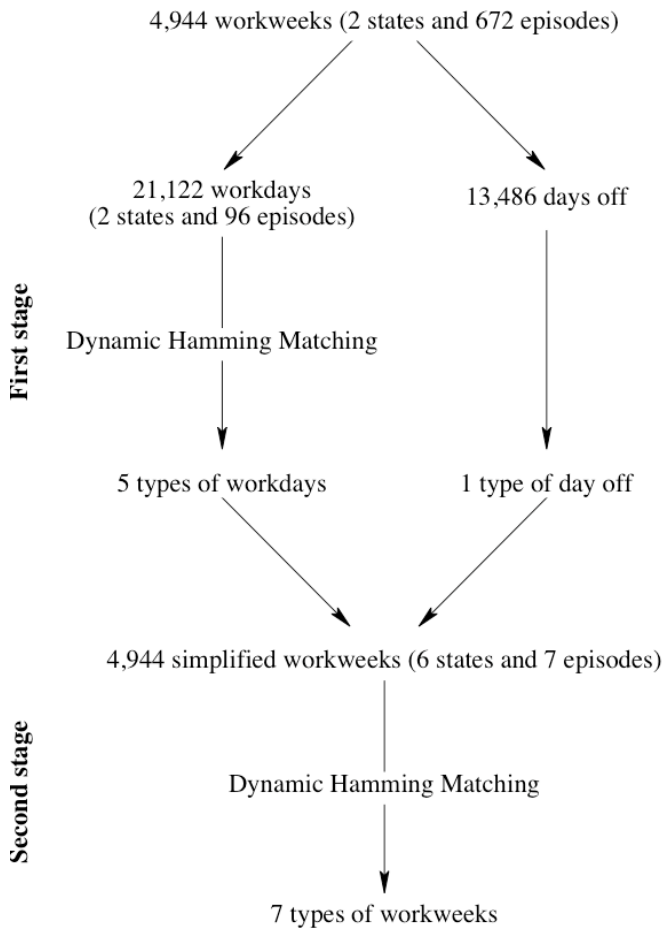 4,944 workweeks (2 states and 672 episodes)
21,122 workdays
(2 states and 96 episodes)
13,486 days off
First stage
Dynamic Hamming Matching
5 types of workdays
1 type of day off
4,944 simplified workweeks (6 states and 7 episodes)
Second stage
Dynamic Hamming Matching
7 types of workweeks